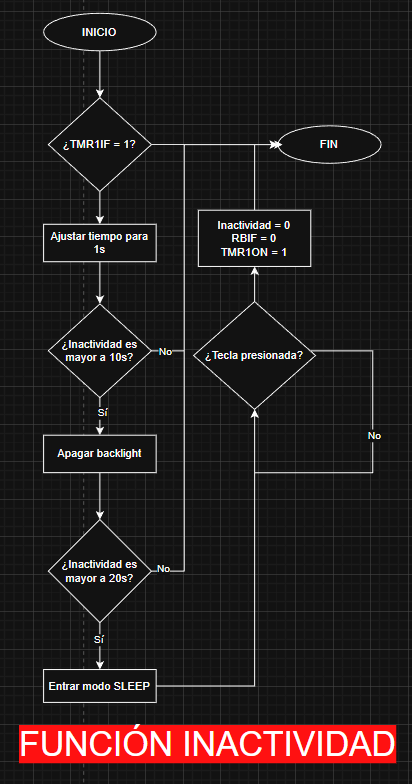 INICIO
¿TMR1IF = 1?
FIN
Ajustar tiempo para
1s
Inactividad = 0
RBIF = 0
TMR1ON = 1
¿Inactividad es
mayor a 10s?
No
¿Tecla presionada?
Sí
No
Apagar backlight
¿Inactividad es
mayor a 20s?
No
Sí
Entrar modo SLEEP
FUNCIÓN INACTIVIDAD